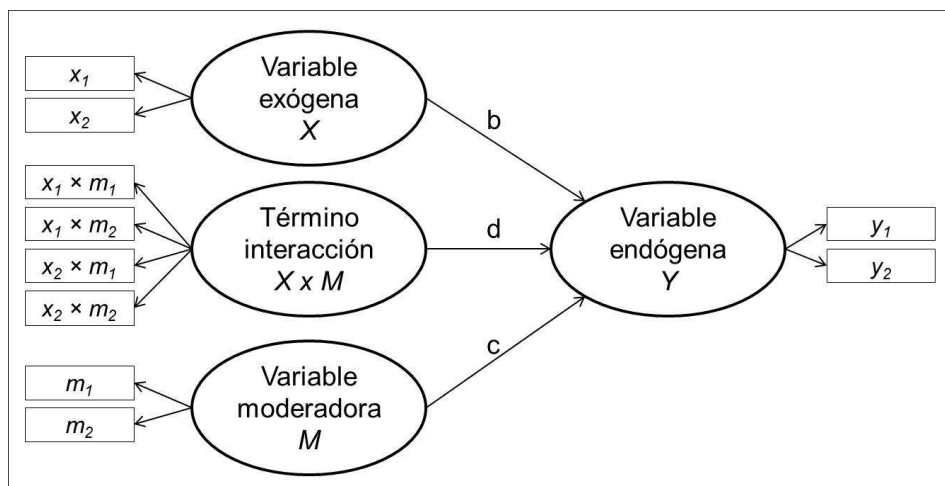 x₁
x₂
Variable
exógena
X
b
x₁ × m₁
x₁ × m₂
x₂ × m₁
x₂ × m₂
Término
interacción
X x M
d
Variable
endógena
Y
y₁
y₂
m₁
m₂
Variable
moderadora
M
c